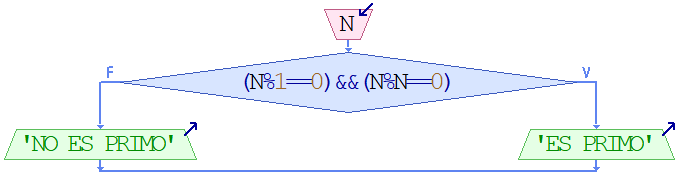 N
F
V
(N%1==0)&&(N%N==0)
'NO ES PRIMO'
'ES PRIMO'